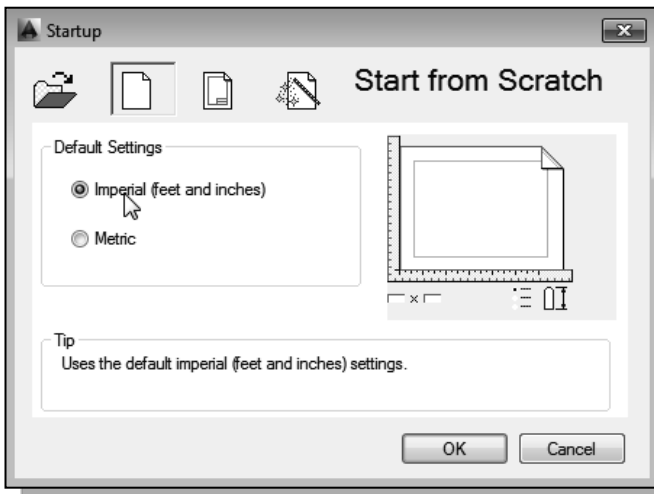 Startup
Start from Scratch
Default Settings
Imperial (feet and inches)
Metric
Tip
Uses the default imperial (feet and inches) settings.
OK
Cancel